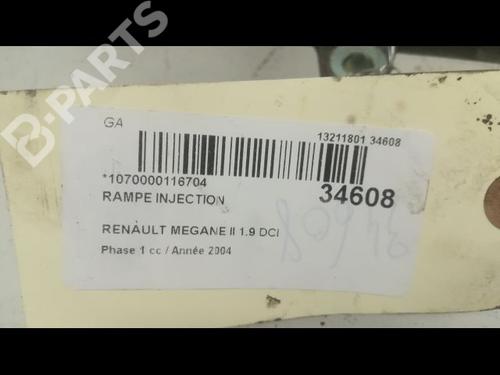 B-PARTS
GA
13211801 34608
*1070000116704
34608
RAMPE INJECTION
34608
RENAULT MEGANE II 1.9 DCI
Phase 1 cc / Année 2004